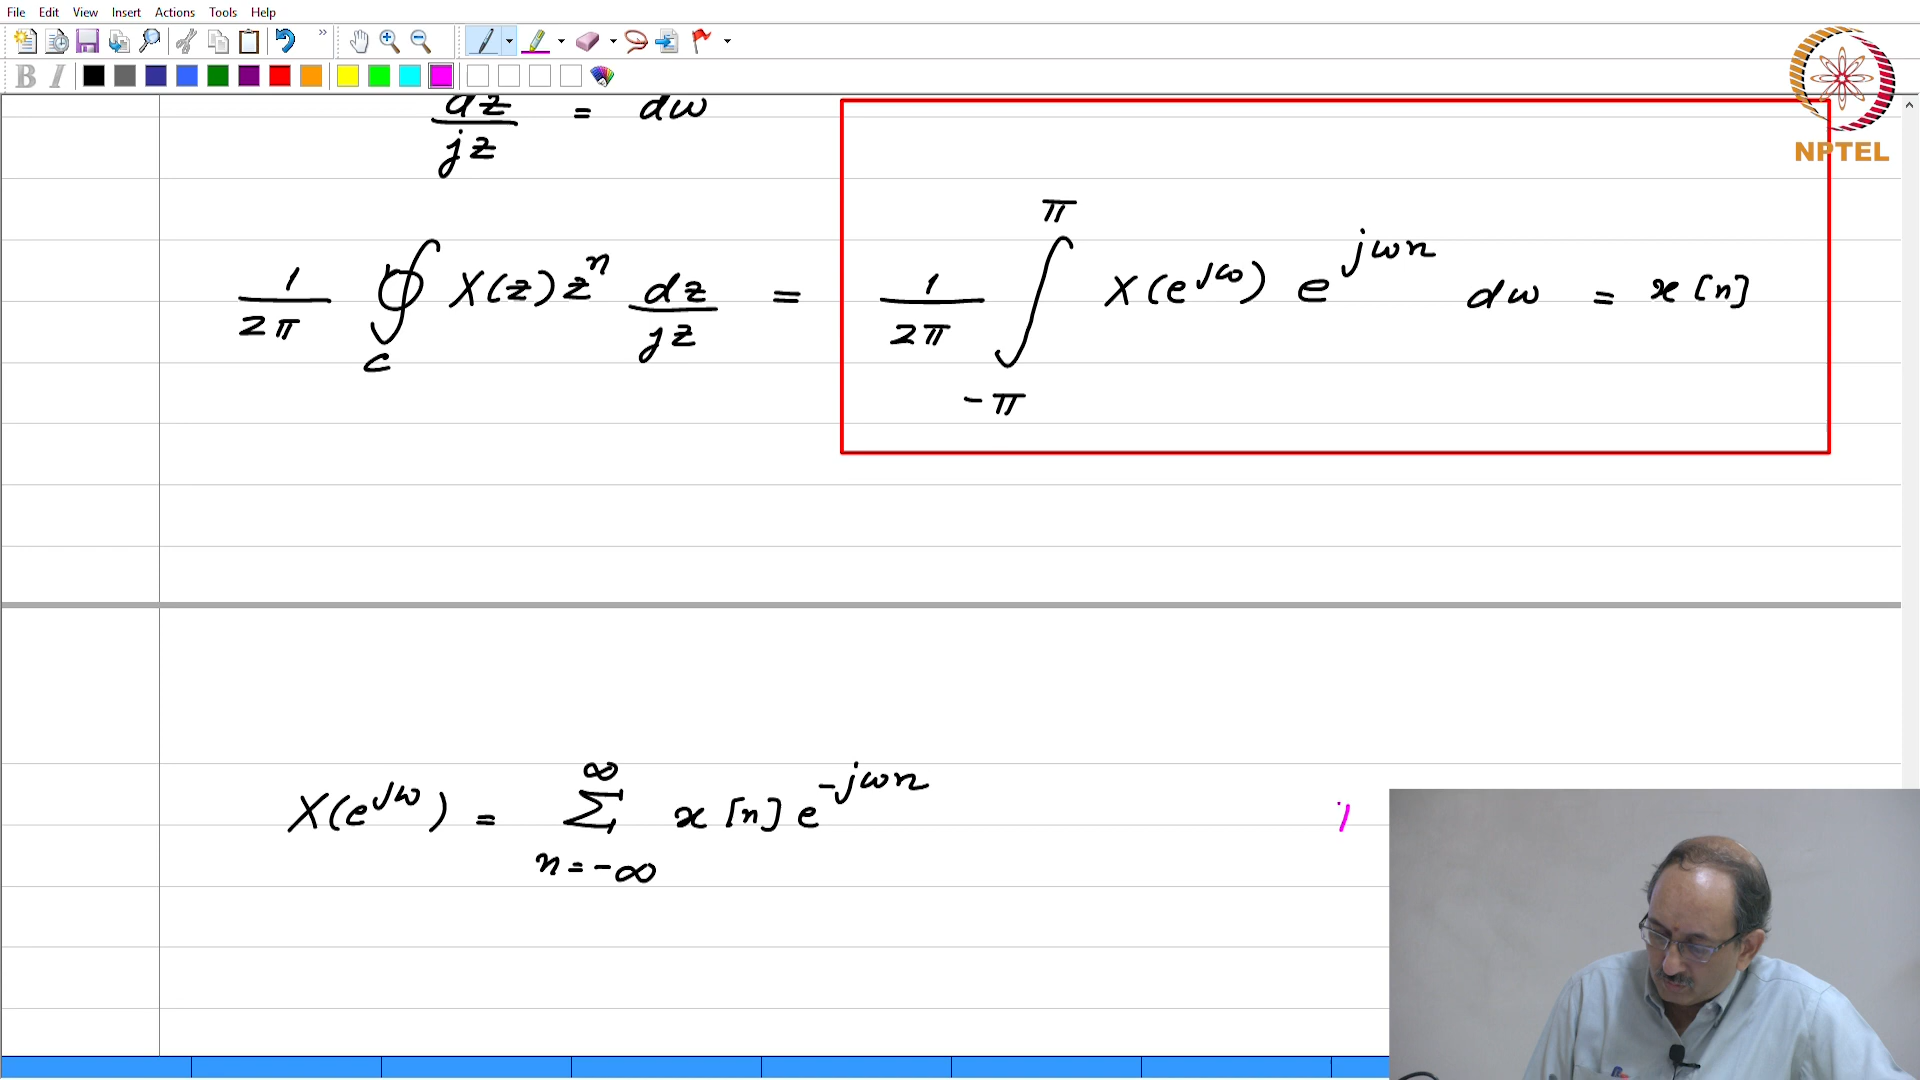 File Edit View Insert Actions Tools Help
»
B I
NPTEL
dz/jz = dω
1/2π ∮_C X(z) z^n dz/jz = 1/2π ∫_{-π}^{π} X(e^{jω}) e^{jωn} dω = x[n]
X(e^{jω}) = Σ_{n=-∞}^{∞} x[n] e^{-jωn}